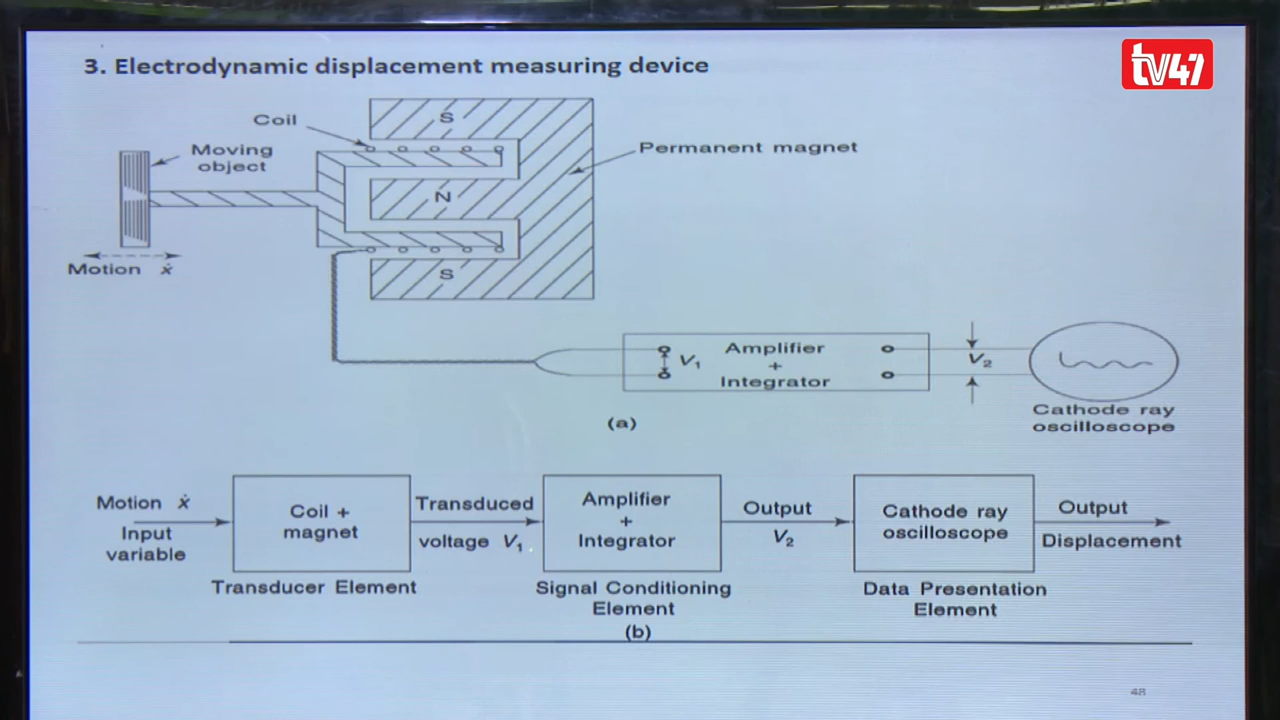 tv47
3. Electrodynamic displacement measuring device
Coil
Moving
object
S
Permanent magnet
N
S
Motion ẋ
V₁
Amplifier
+
Integrator
V₂
Cathode ray
oscilloscope
(a)
Motion ẋ
Input
variable
Coil +
magnet
Transducer Element
Transduced
voltage V₁
Amplifier
+
Integrator
Signal Conditioning
Element
Output
V₂
Cathode ray
oscilloscope
Data Presentation
Element
Output
Displacement
(b)
48